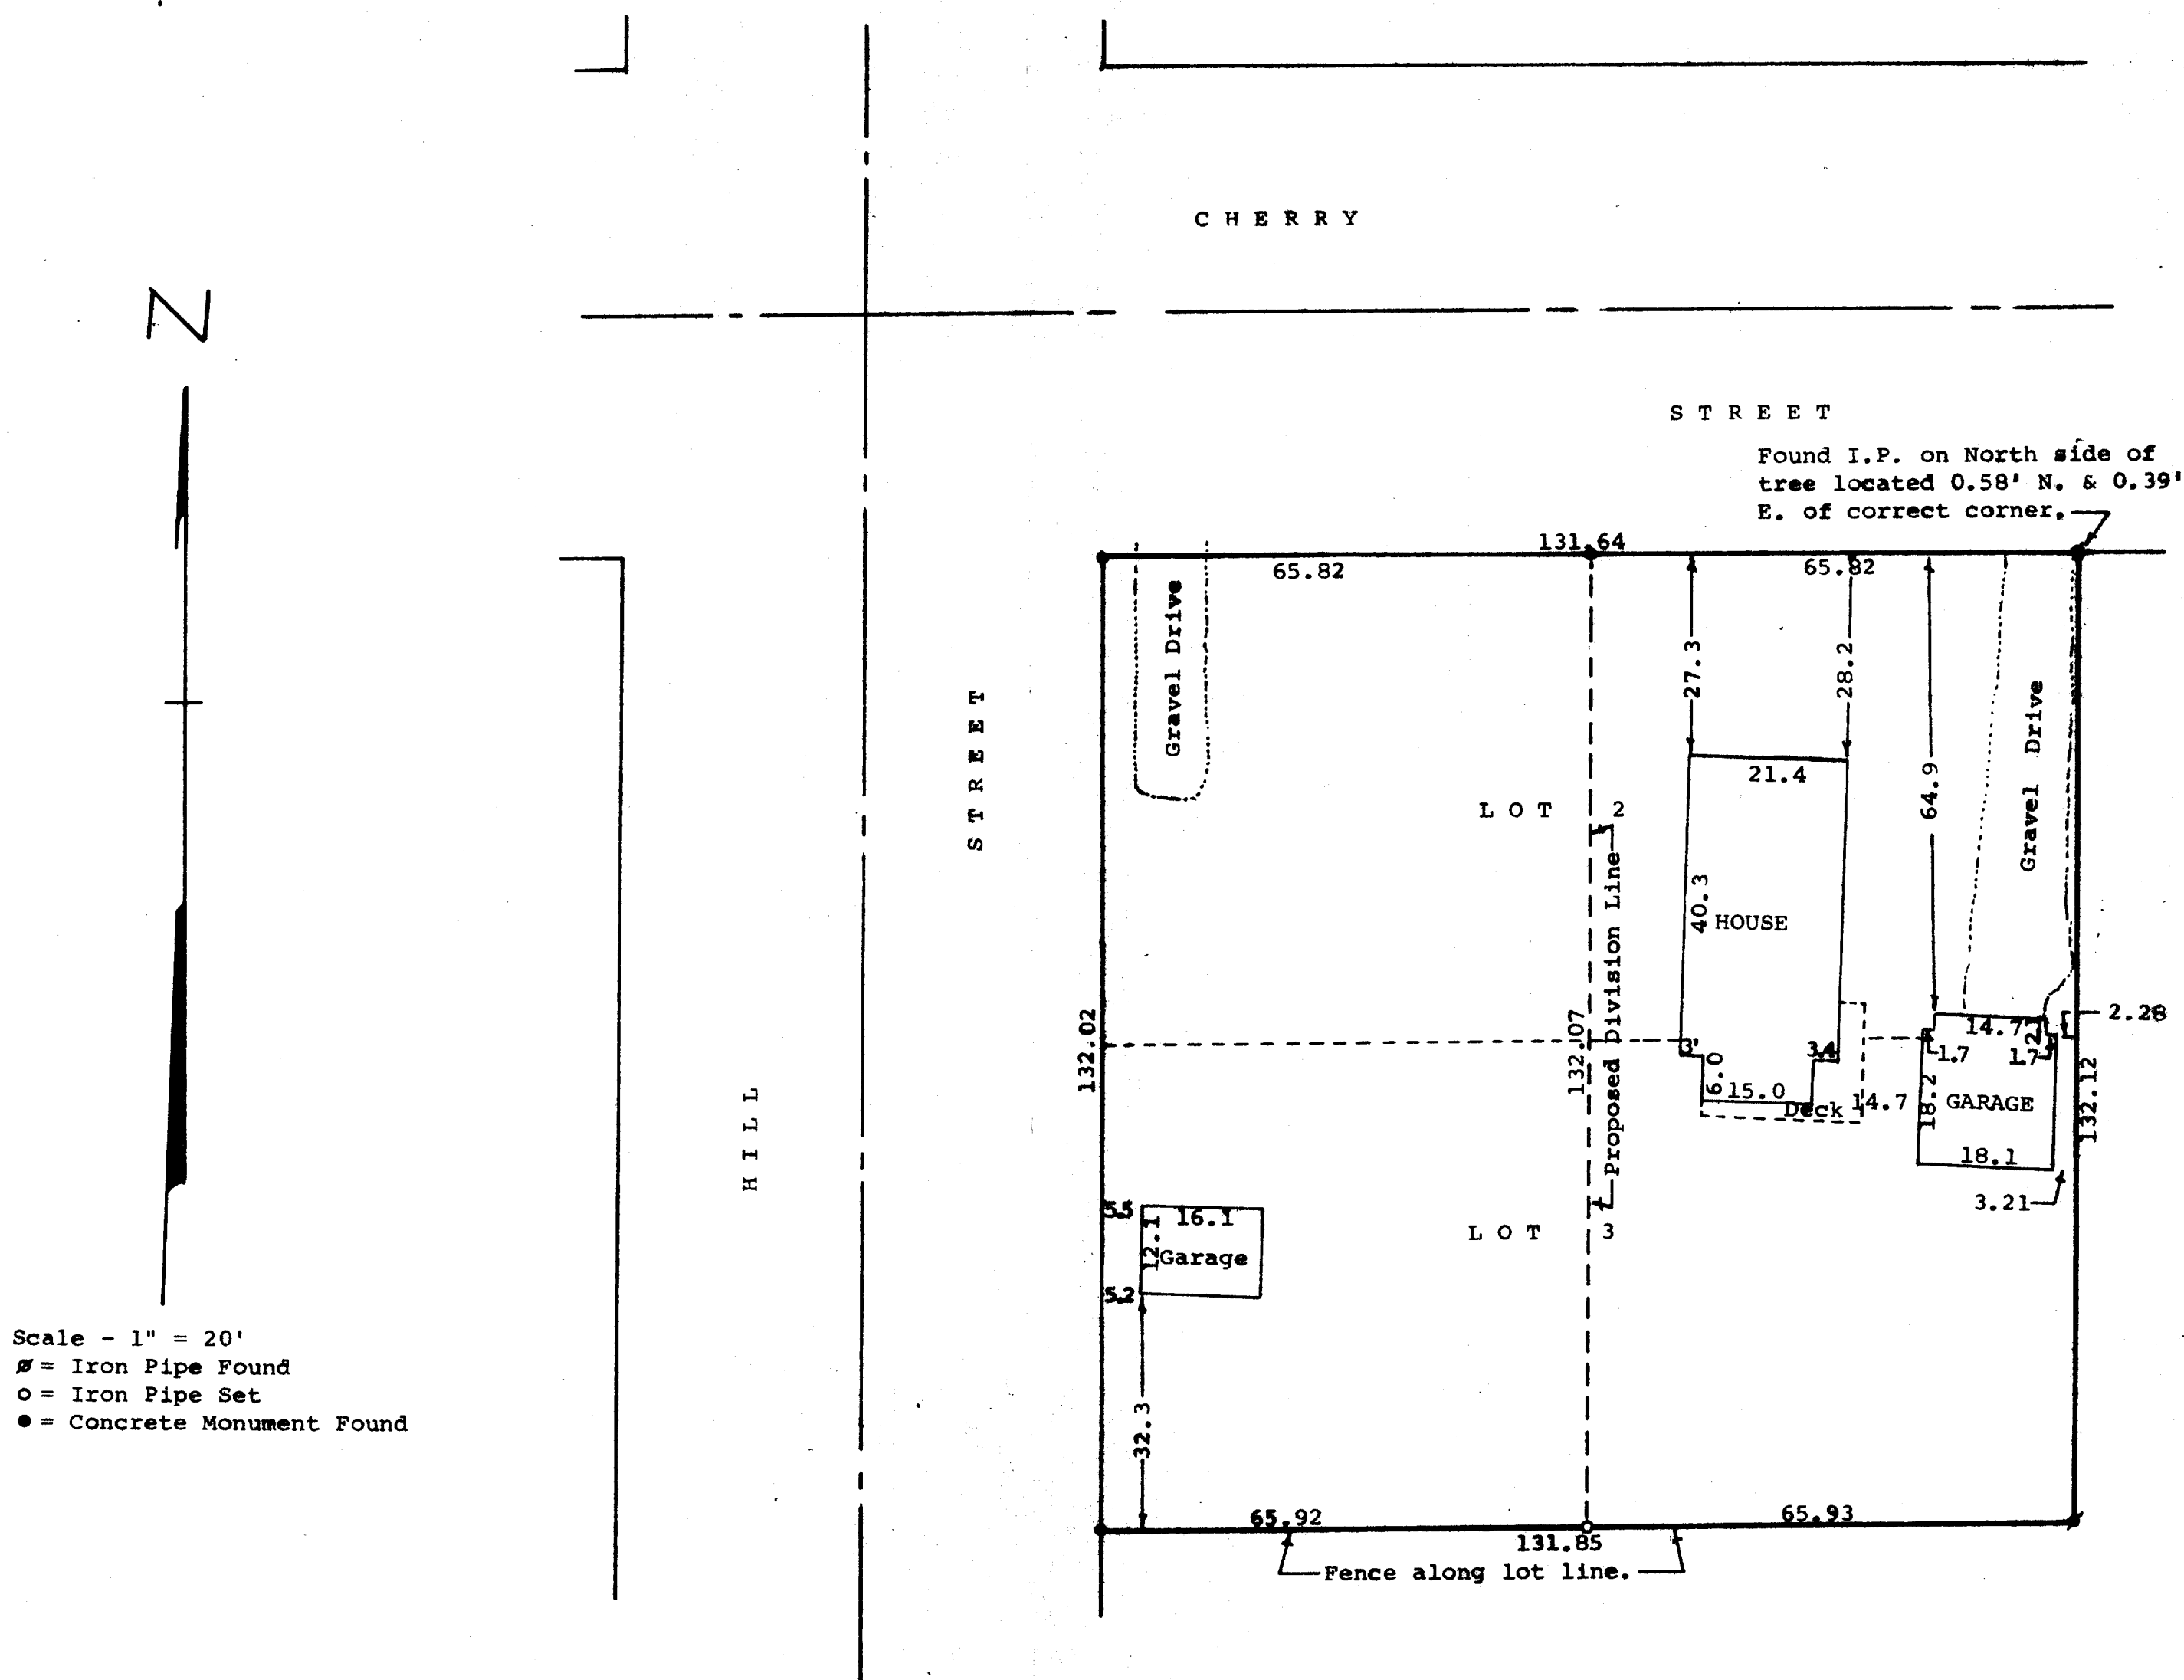 CHERRY
N
STREET
Found I.P. on North side of
tree located 0.58' N. & 0.39'
E. of correct corner.
131.64
65.82
65.82
Gravel Drive
27.3
28.2
64.9
Gravel Drive
STREET
21.4
LOT 2
40.3
HOUSE
Proposed Division Line
132.02
132.07
2.28
14.7
2.1
1.7
1.7
3'
3.4
6.0
15.0
Deck
14.7
18.2
GARAGE
132.12
18.1
3.21
HILL
5.5
16.1
12.1
Garage
5.2
LOT 3
32.3
Scale - 1" = 20'
ø = Iron Pipe Found
o = Iron Pipe Set
● = Concrete Monument Found
65.92
65.93
131.85
Fence along lot line.